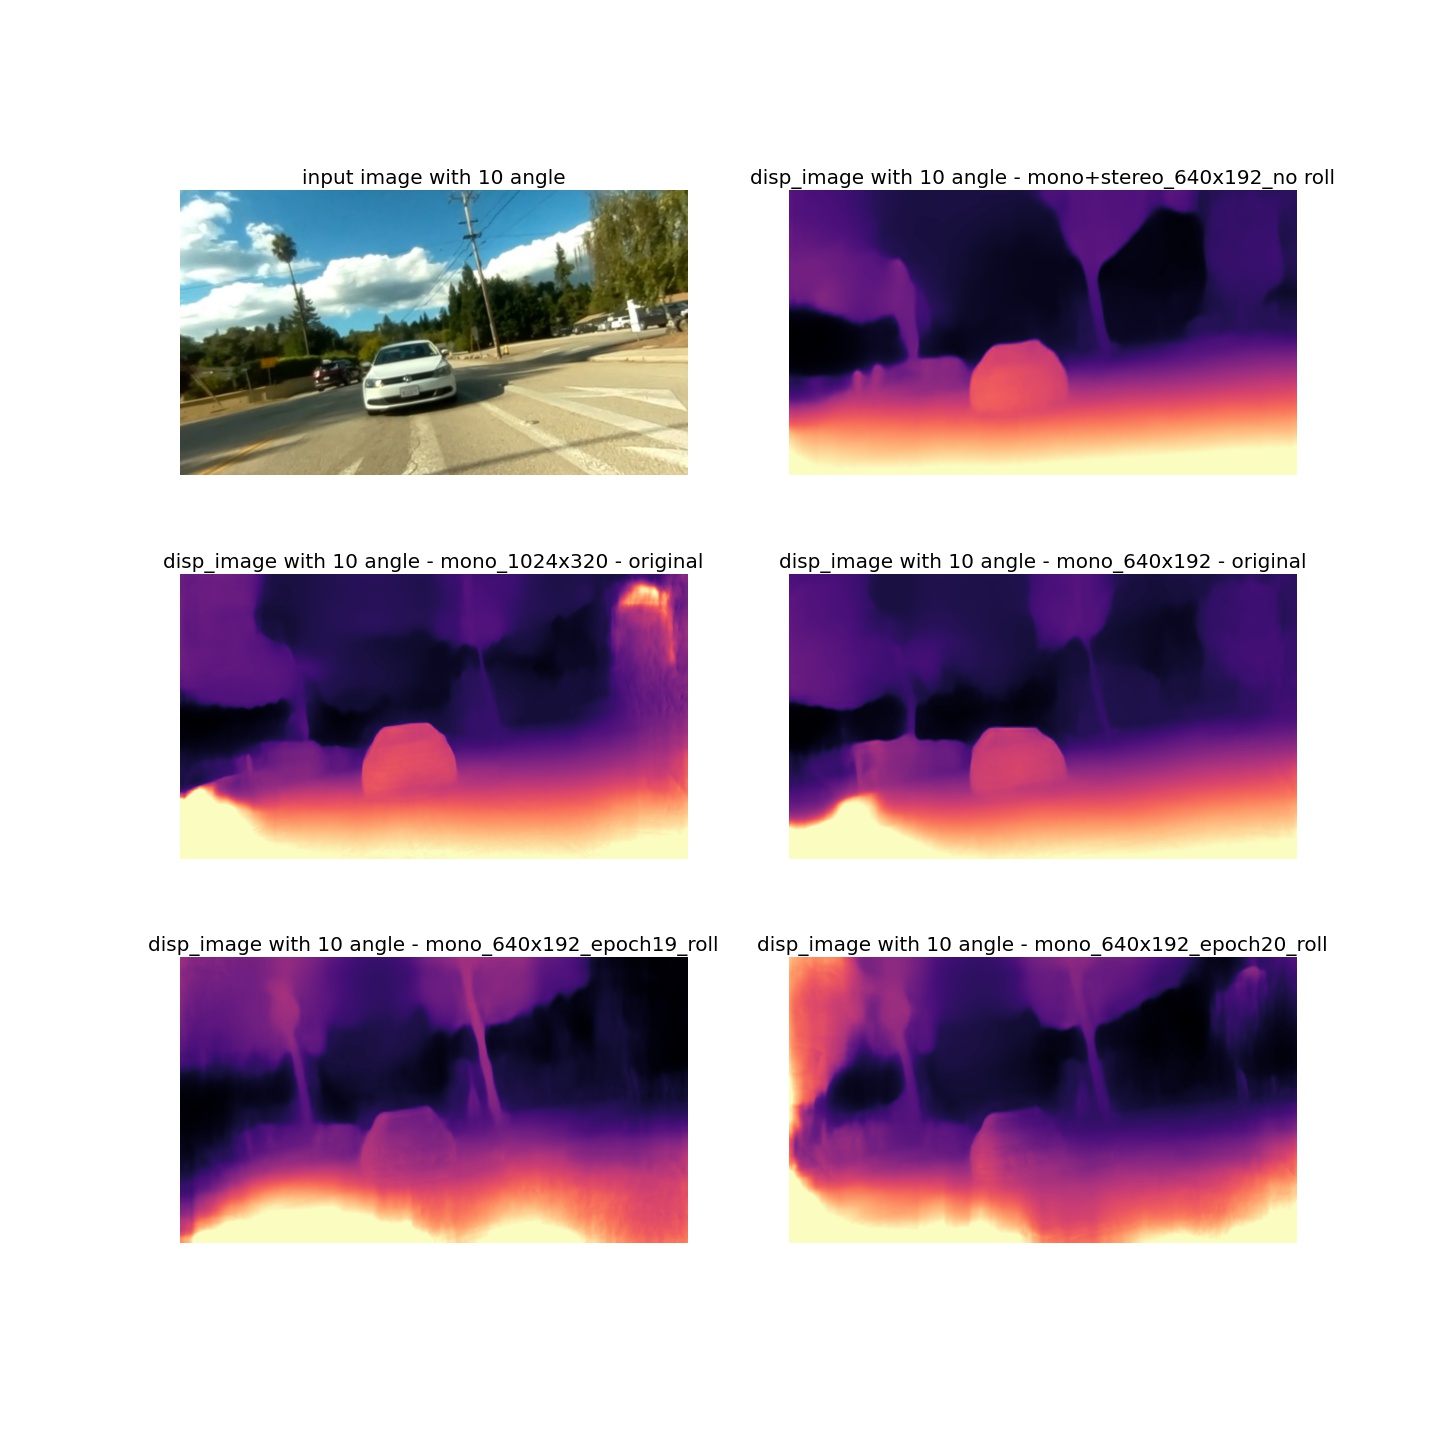 input image with 10 angle
disp_image with 10 angle - mono+stereo_640x192_no roll
disp_image with 10 angle - mono_1024x320 - original
disp_image with 10 angle - mono_640x192 - original
disp_image with 10 angle - mono_640x192_epoch19_roll
disp_image with 10 angle - mono_640x192_epoch20_roll